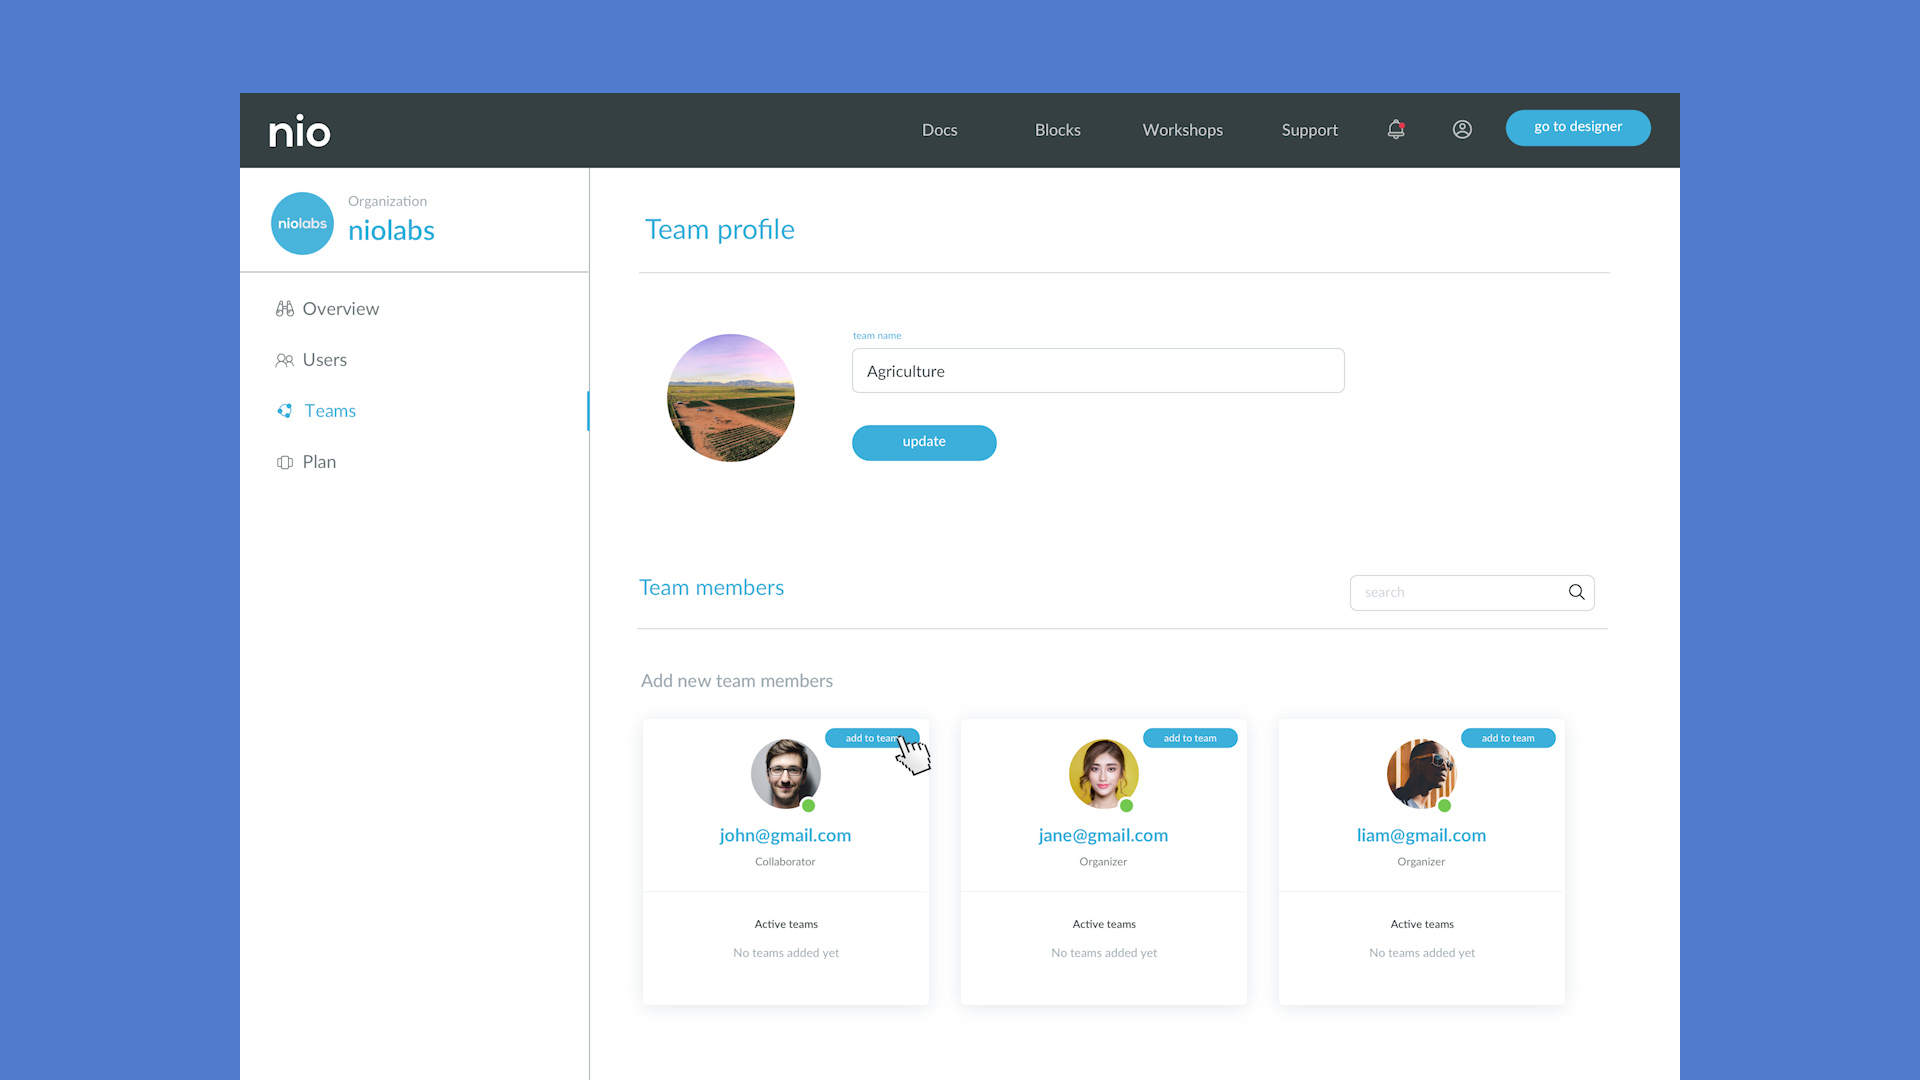 nio
Docs
Blocks
Workshops
Support
go to designer
niolabs
Organization
niolabs
Overview
Users
Teams
Plan
Team profile
team name
Agriculture
update
Team members
search
Add new team members
add to team
john@gmail.com
Collaborator
Active teams
No teams added yet
add to team
jane@gmail.com
Organizer
Active teams
No teams added yet
add to team
liam@gmail.com
Organizer
Active teams
No teams added yet